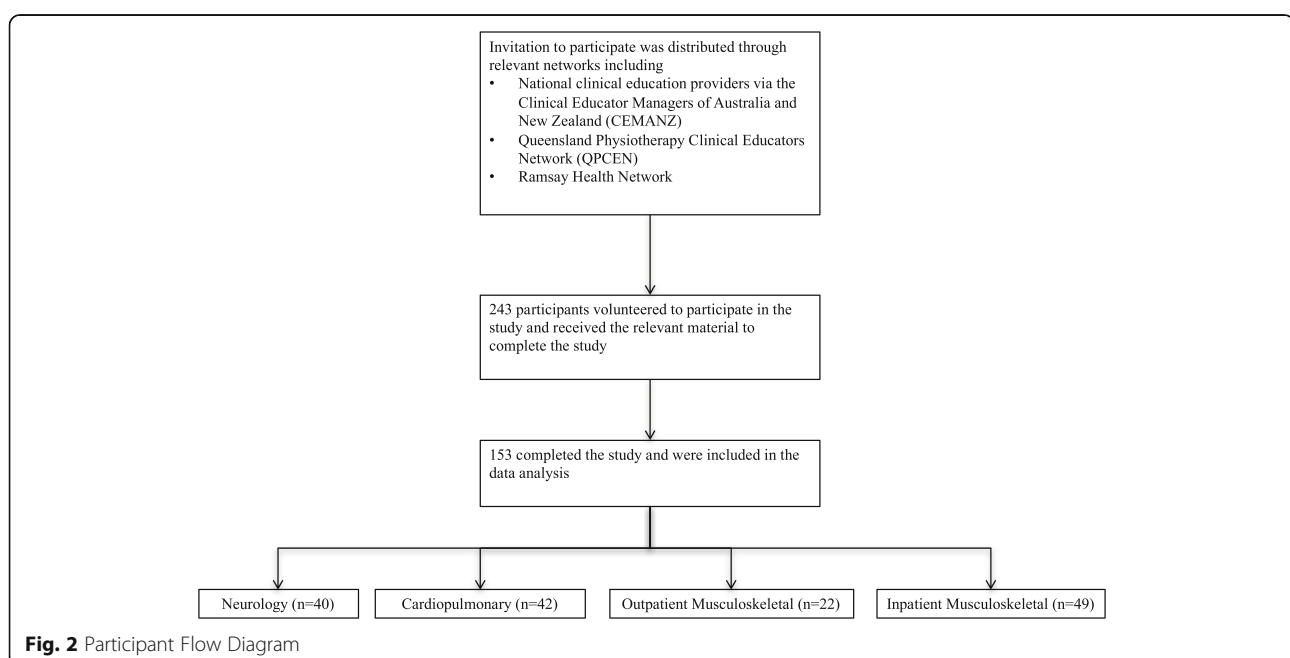 Invitation to participate was distributed through
relevant networks including
• National clinical education providers via the
Clinical Educator Managers of Australia and
New Zealand (CEMANZ)
• Queensland Physiotherapy Clinical Educators
Network (QPCEN)
• Ramsay Health Network
243 participants volunteered to participate in the
study and received the relevant material to
complete the study
153 completed the study and were included in the
data analysis
Neurology (n=40)
Cardiopulmonary (n=42)
Outpatient Musculoskeletal (n=22)
Inpatient Musculoskeletal (n=49)
Fig. 2 Participant Flow Diagram